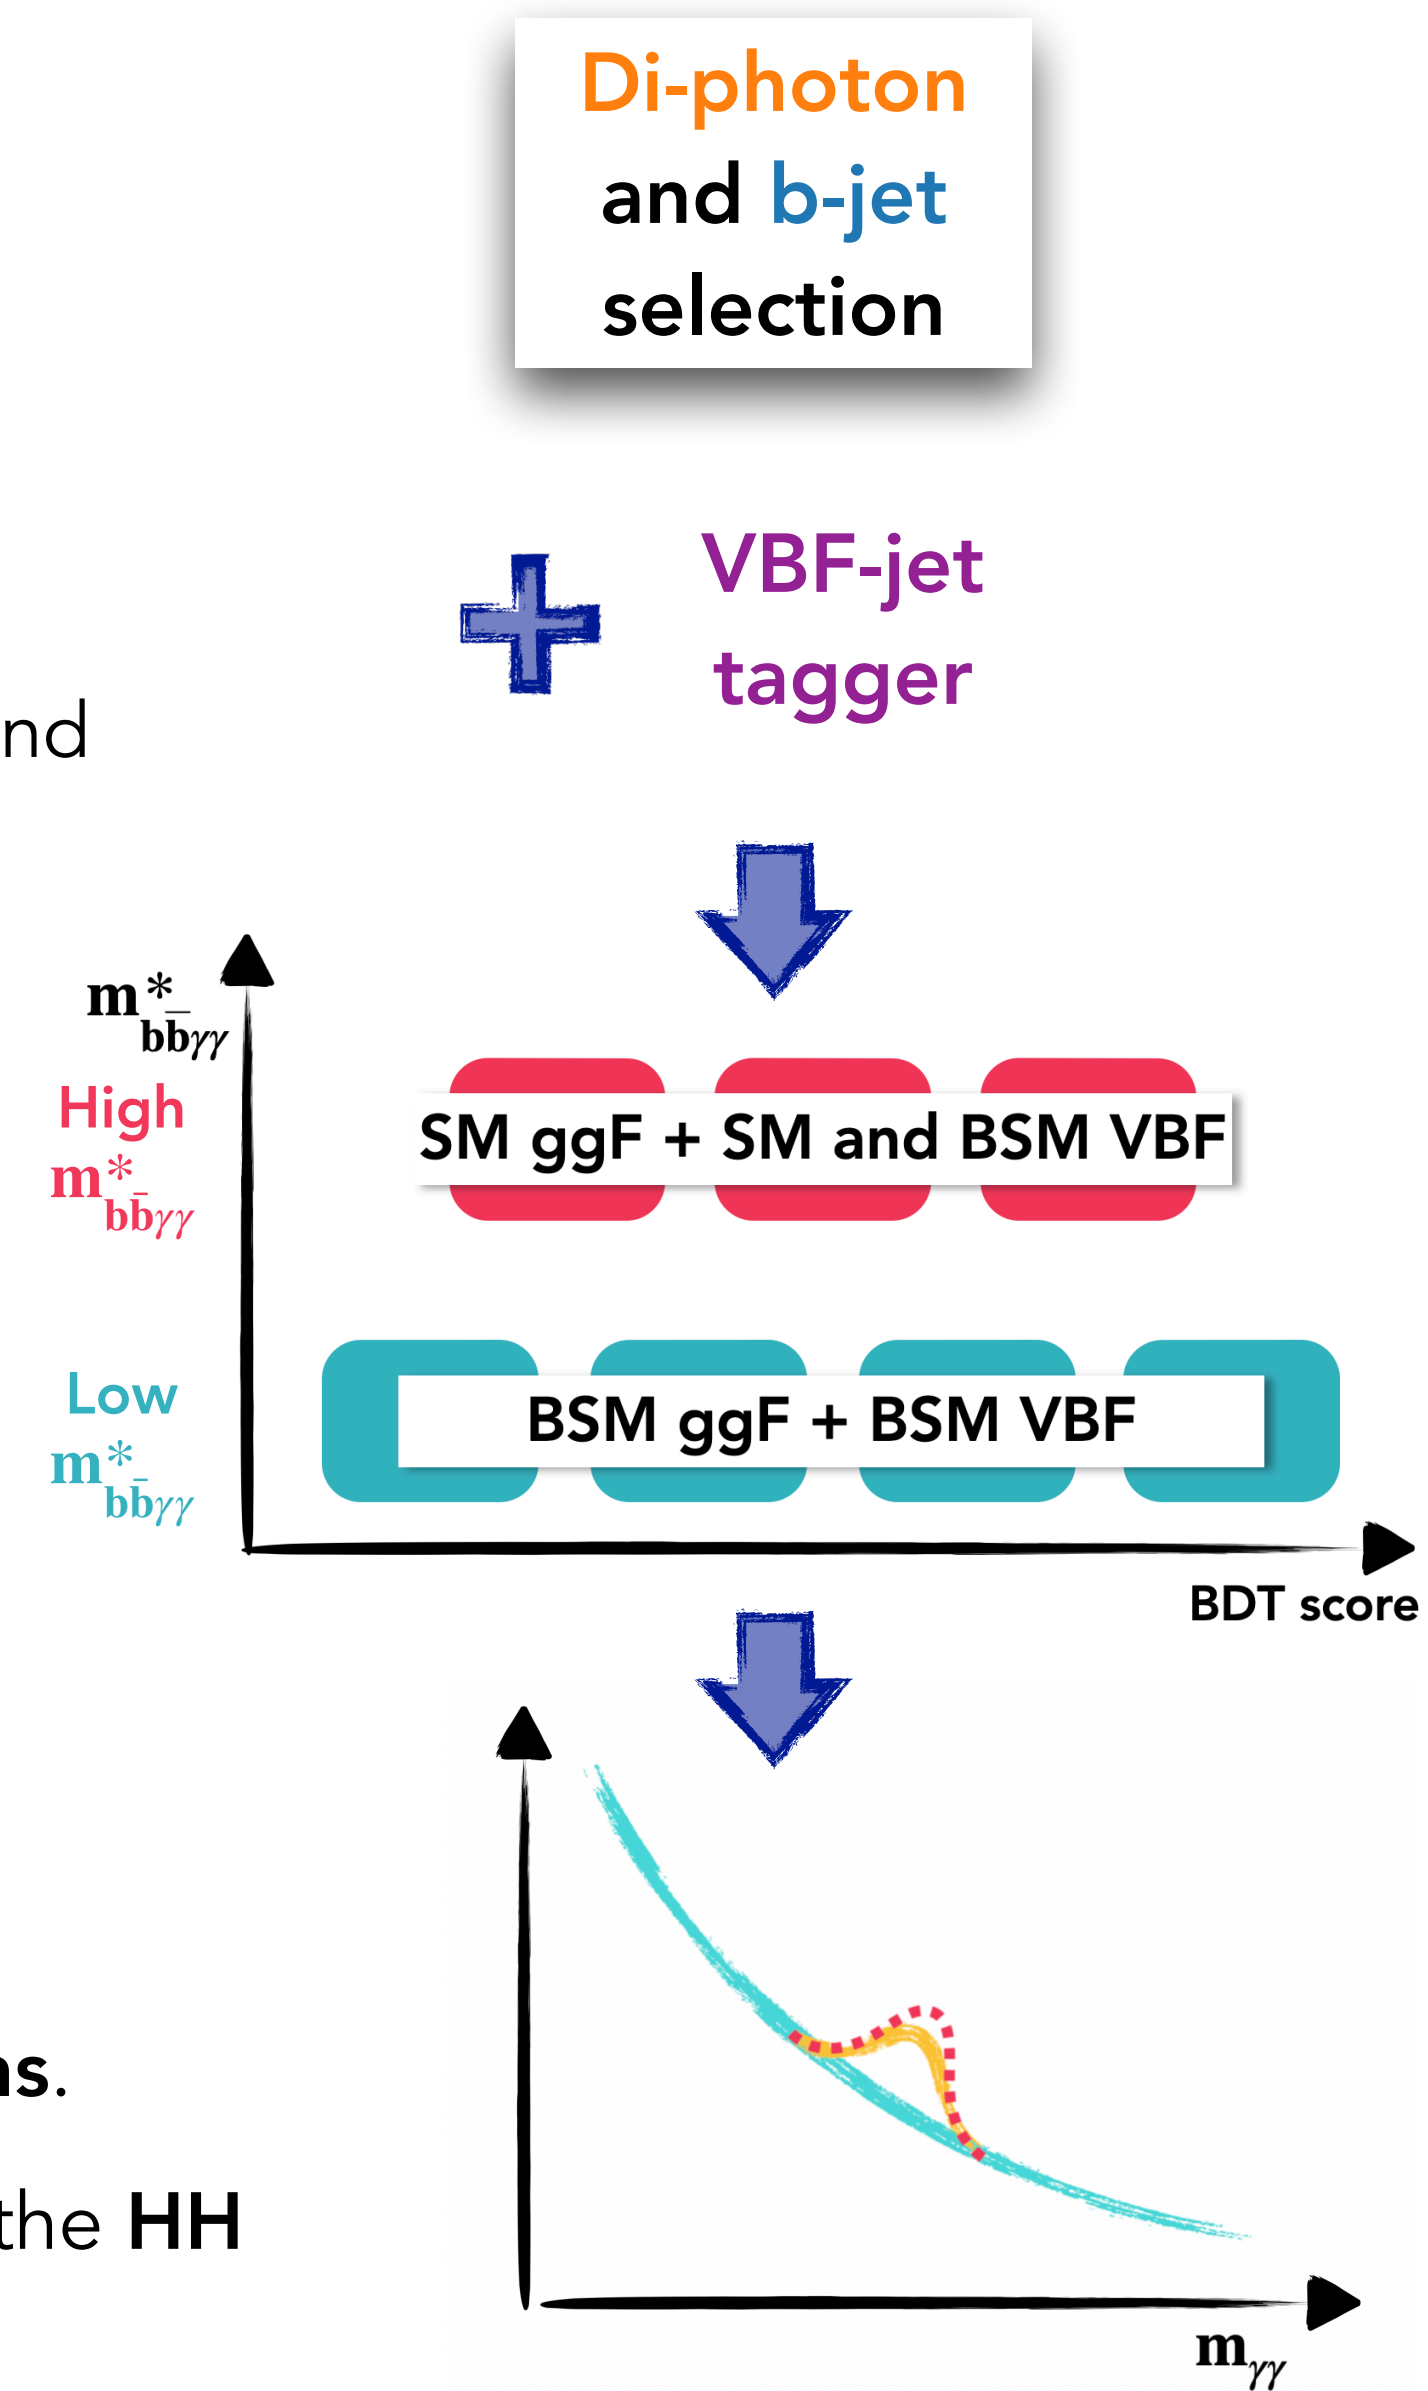 Di-photon
and b-jet
selection
VBF-jet
tagger
nd
m*bb̄γγ
High
m*bb̄γγ
SM ggF + SM and BSM VBF
Low
m*bb̄γγ
BSM ggF + BSM VBF
BDT score
ns.
the HH
mγγ